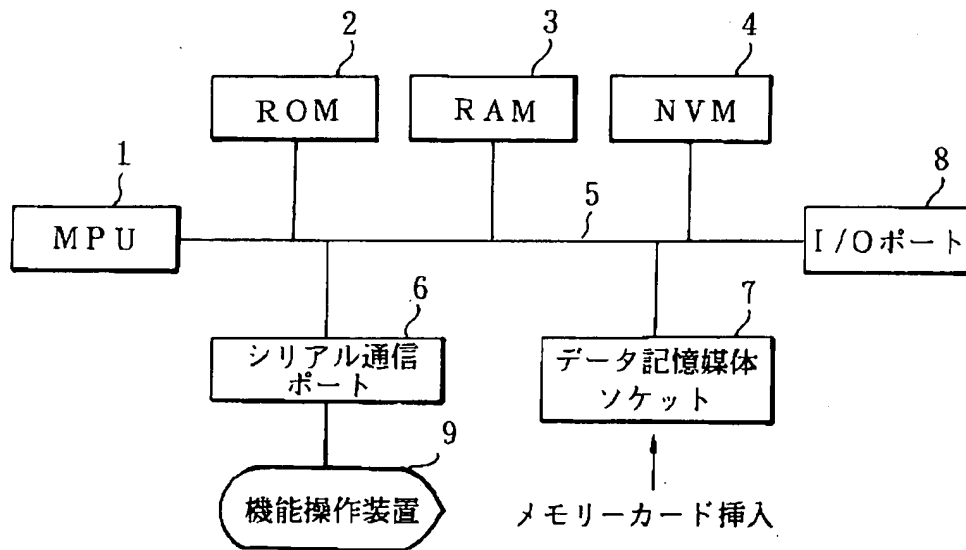 2
3
4
ROM
RAM
NVM
1
5
8
MPU
I/Oポート
6
7
シリアル通信
ポート
データ記憶媒体
ソケット
9
機能操作装置
メモリーカード挿入